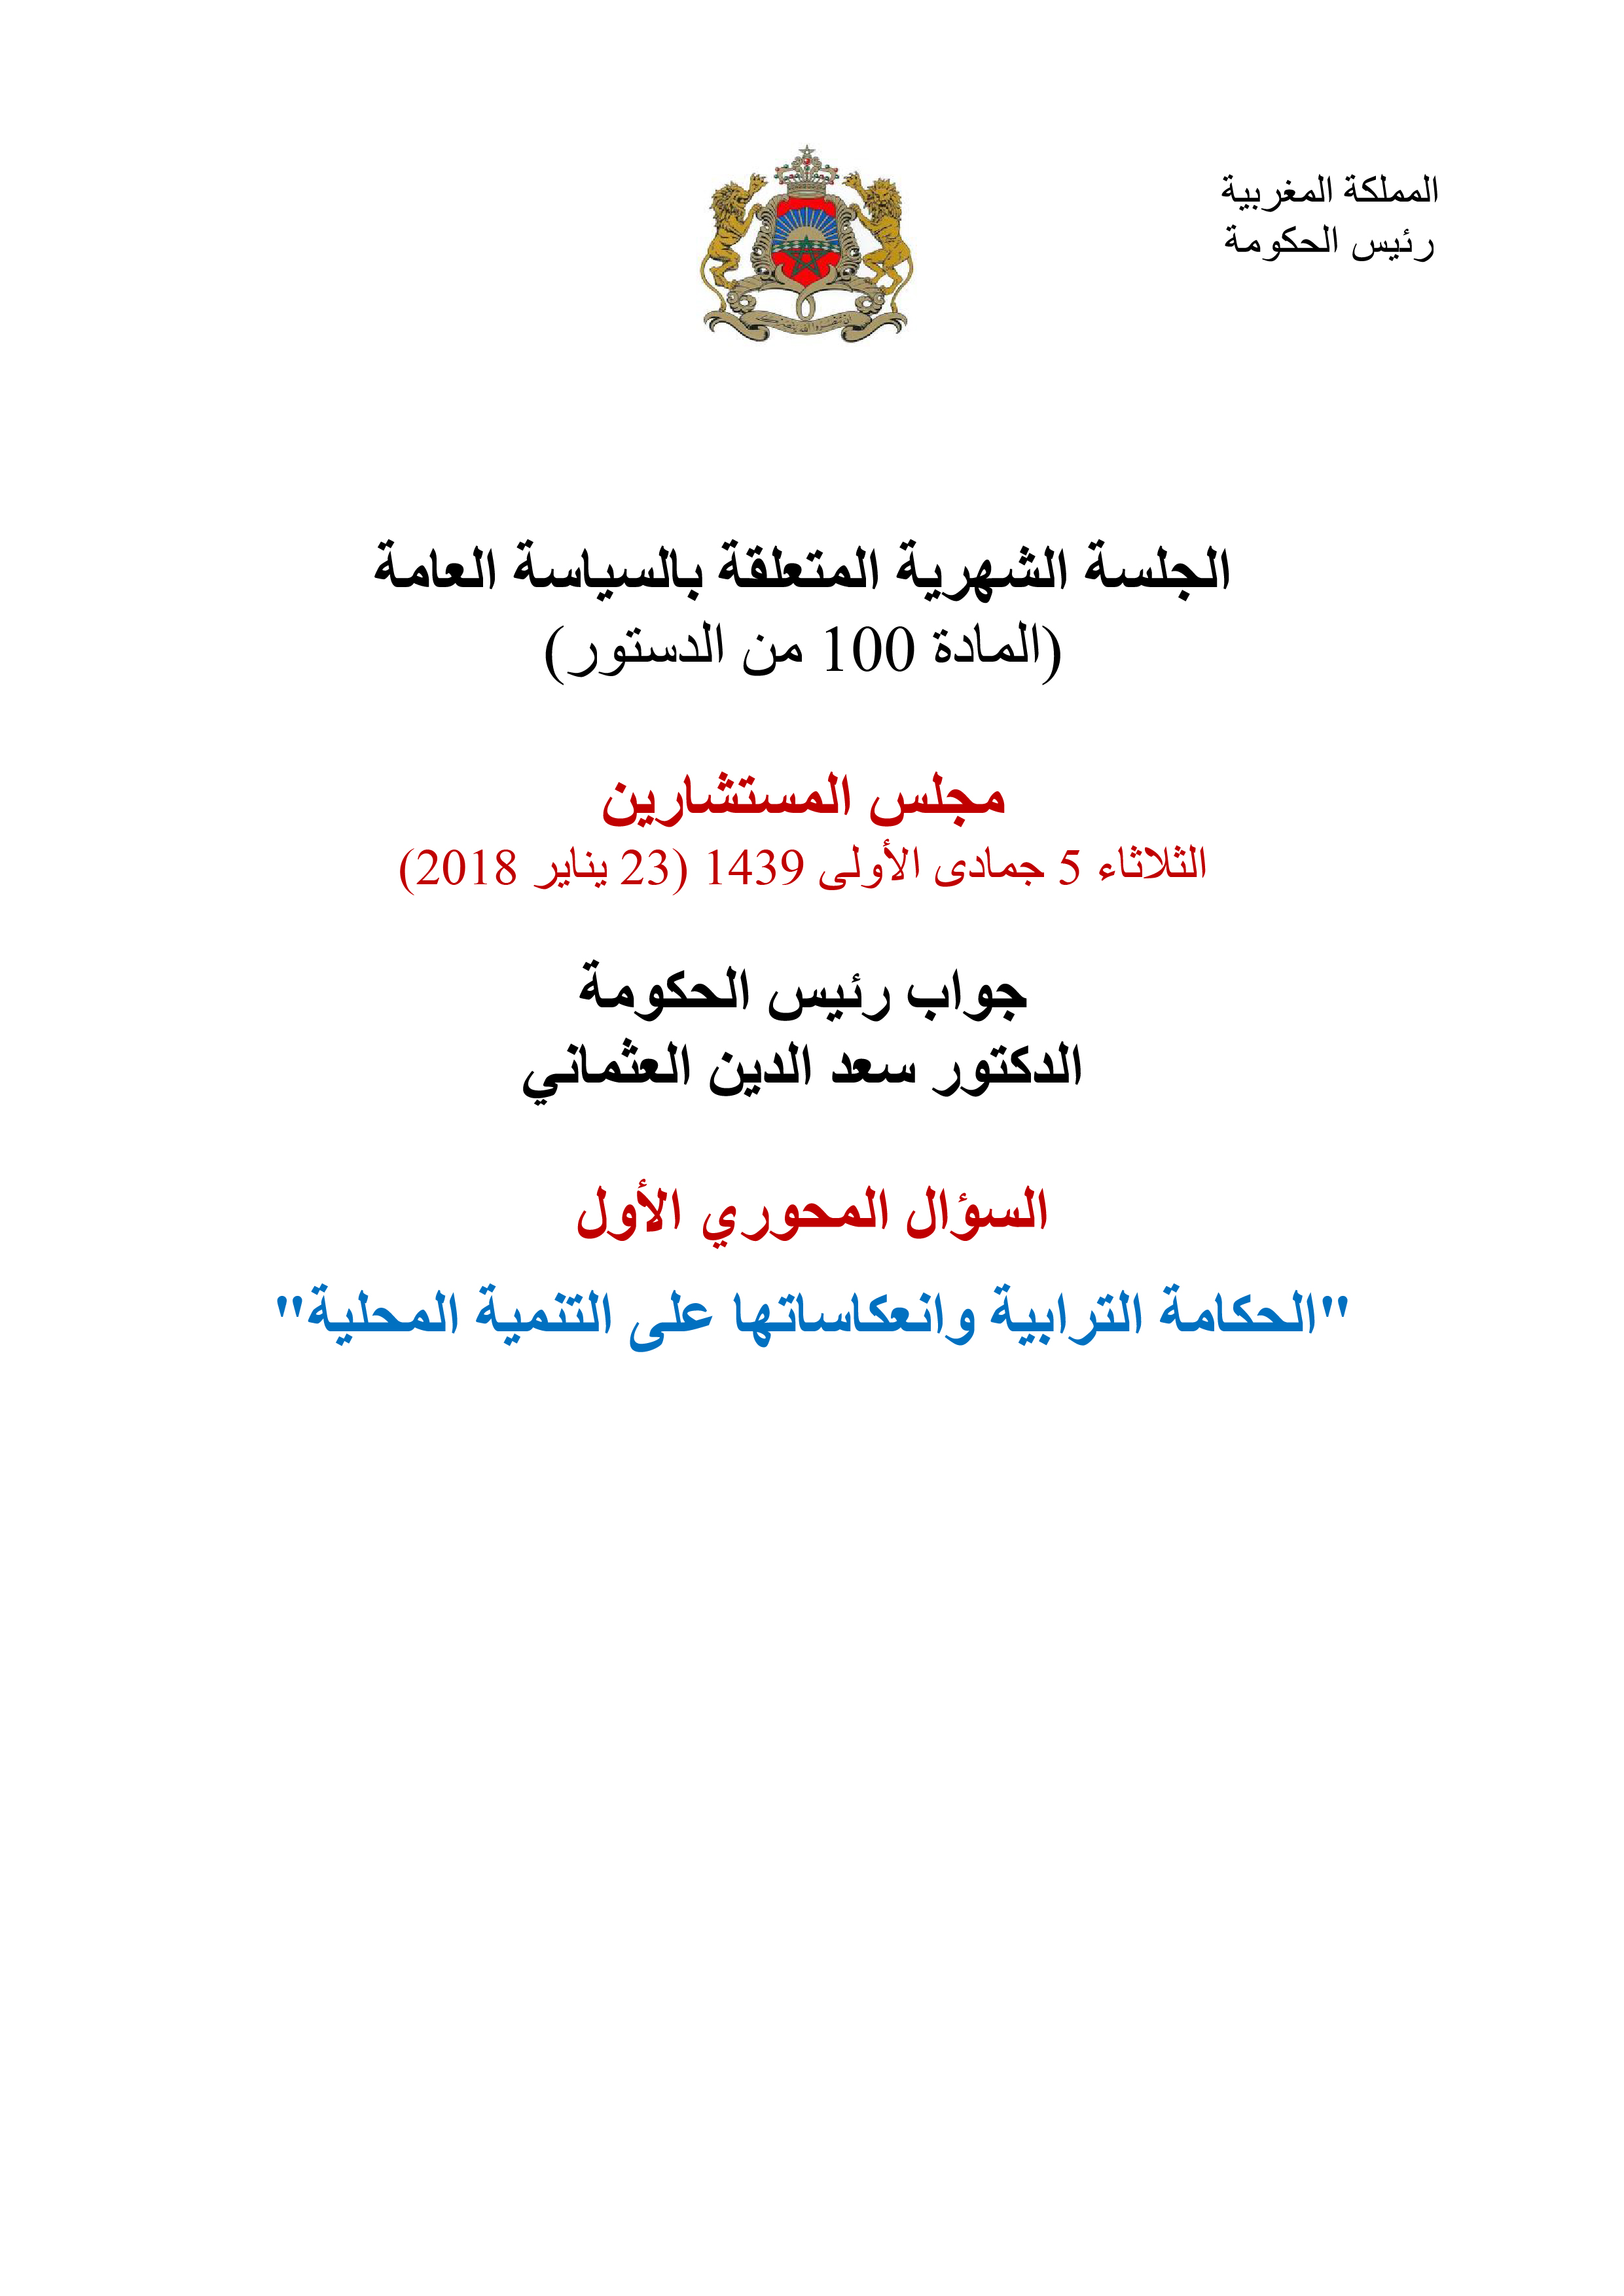 المملكة المغربية
رئيس الحكومة
الجلسة الشهرية المتعلقة بالسياسة العامة
(المادة 100 من الدستور)
مجلس المستشارين
الثلاثاء 5 جمادى الأولى 1439 (23 يناير 2018)
جواب رئيس الحكومة
الدكتور سعد الدين العثماني
السؤال المحوري الأول
"الحكامة الترابية وانعكاساتها على التنمية المحلية"